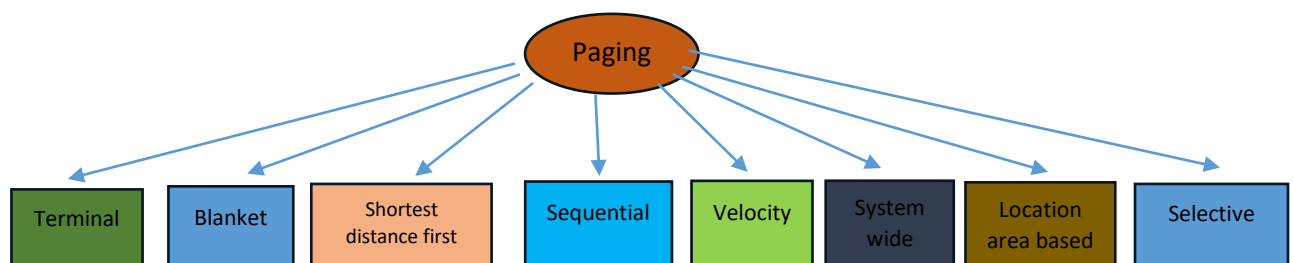 Paging
Terminal
Blanket
Shortest
distance first
Sequential
Velocity
System
wide
Location
area based
Selective